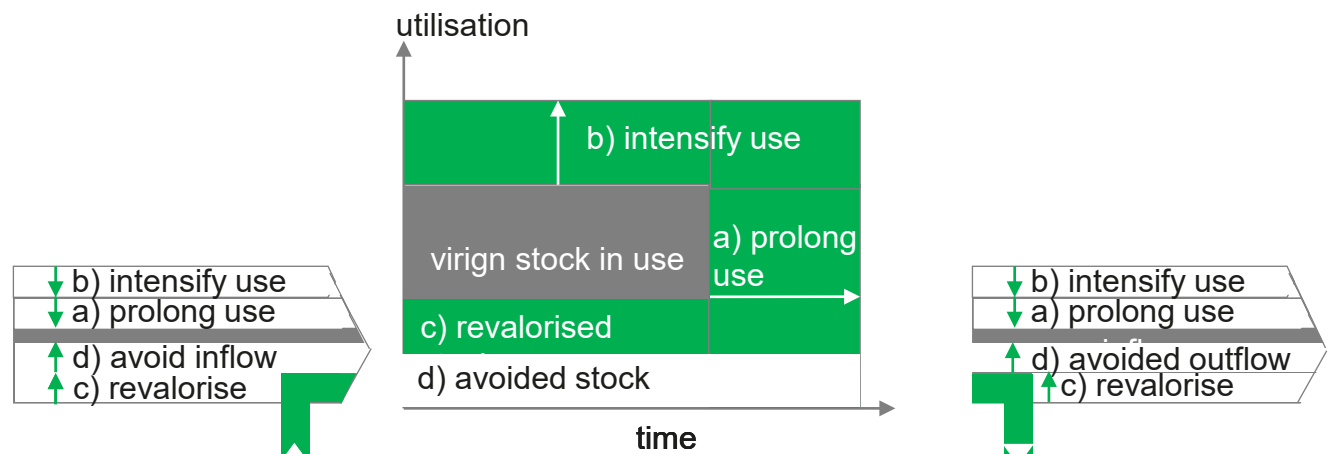 utilisation
b) intensify use
virign stock in use
a) prolong
use
c) revalorised
d) avoided stock
time
b) intensify use
a) prolong use
d) avoid inflow
c) revalorise
b) intensify use
a) prolong use
d) avoided outflow
c) revalorise